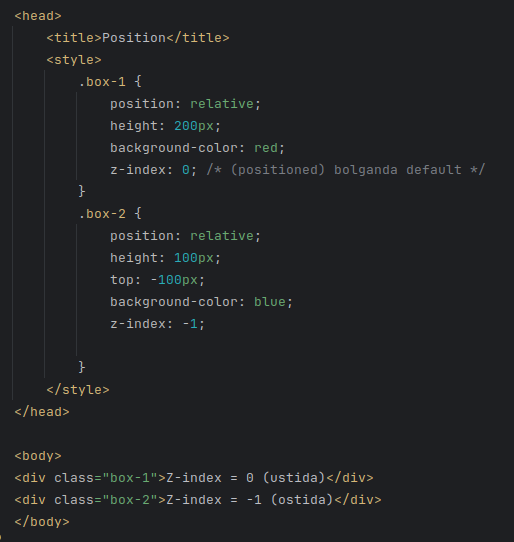 <head>
    <title>Position</title>
    <style>
        .box-1 {
            position: relative;
            height: 200px;
            background-color: red;
            z-index: 0; /* (positioned) bolganda default */
        }
        .box-2 {
            position: relative;
            height: 100px;
            top: -100px;
            background-color: blue;
            z-index: -1;

        }
    </style>
</head>

<body>
<div class="box-1">Z-index = 0 (ustida)</div>
<div class="box-2">Z-index = -1 (ostida)</div>
</body>